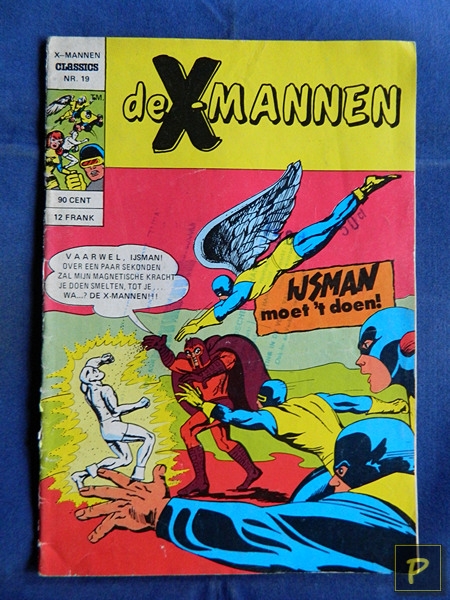 X-MANNEN
CLASSICS
NR. 19
TM
90 CENT
12 FRANK
de X-MANNEN
VAARWEL, IJSMAN!
OVER EEN PAAR SEKONDEN
ZAL MIJN MAGNETISCHE KRACHT
JE DOEN SMELTEN, TOT JE...
WA...? DE X-MANNEN!!!
IJSMAN
moet 't doen!
P